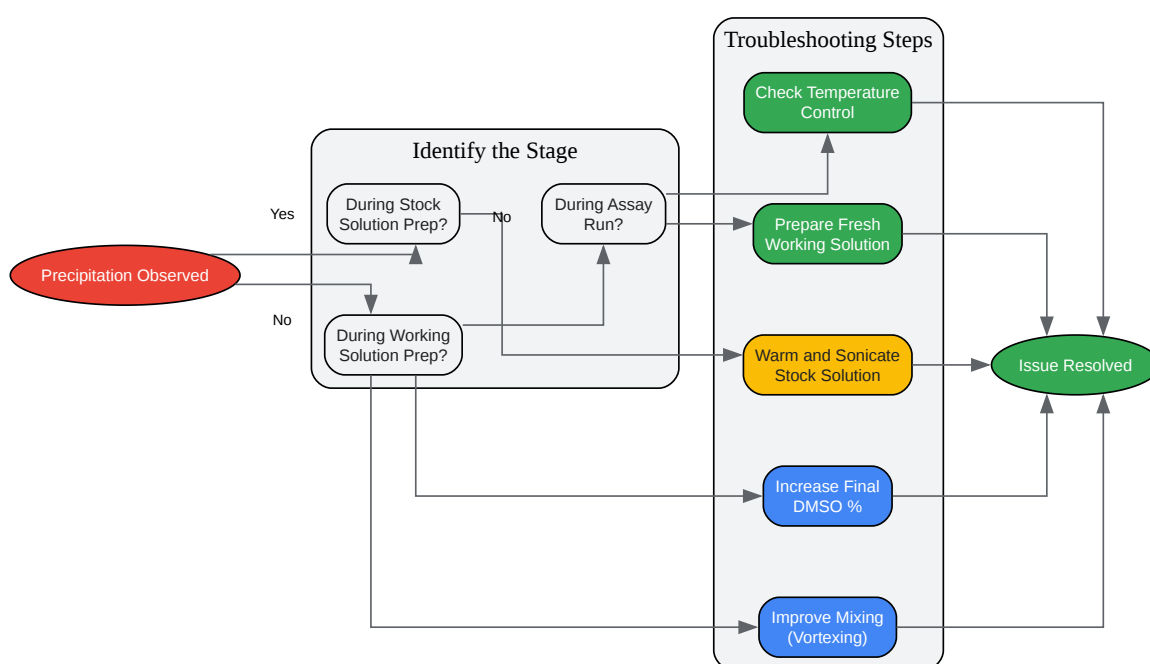 Troubleshooting Steps
Check Temperature
Control
Identify the Stage
During Stock
Solution Prep?
During Assay
Run?
Yes
No
Prepare Fresh
Working Solution
Precipitation Observed
No
During Working
Solution Prep?
Warm and Sonicate
Stock Solution
Issue Resolved
Increase Final
DMSO %
Improve Mixing
(Vortexing)